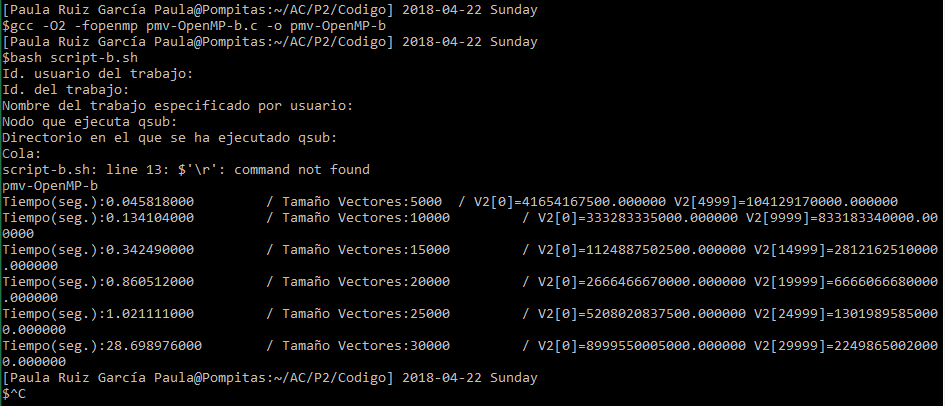 [Paula Ruiz García Paula@Pompitas:~/AC/P2/Codigo] 2018-04-22 Sunday
$gcc -O2 -fopenmp pmv-OpenMP-b.c -o pmv-OpenMP-b
[Paula Ruiz García Paula@Pompitas:~/AC/P2/Codigo] 2018-04-22 Sunday
$bash script-b.sh
Id. usuario del trabajo:
Id. del trabajo:
Nombre del trabajo especificado por usuario:
Nodo que ejecuta qsub:
Directorio en el que se ha ejecutado qsub:
Cola:
script-b.sh: line 13: $'\r': command not found
pmv-OpenMP-b
Tiempo(seg.):0.045818000 / Tamaño Vectores:5000 / V2[0]=41654167500.000000 V2[4999]=104129170000.000000
Tiempo(seg.):0.134104000 / Tamaño Vectores:10000 / V2[0]=333283335000.000000 V2[9999]=833183340000.00
0000
Tiempo(seg.):0.342490000 / Tamaño Vectores:15000 / V2[0]=1124887502500.000000 V2[14999]=2812162510000
.000000
Tiempo(seg.):0.860512000 / Tamaño Vectores:20000 / V2[0]=2666466670000.000000 V2[19999]=6666066680000
.000000
Tiempo(seg.):1.021111000 / Tamaño Vectores:25000 / V2[0]=5208020837500.000000 V2[24999]=1301989585000
0.000000
Tiempo(seg.):28.698976000 / Tamaño Vectores:30000 / V2[0]=8999550005000.000000 V2[29999]=2249865002000
0.000000
[Paula Ruiz García Paula@Pompitas:~/AC/P2/Codigo] 2018-04-22 Sunday
$^C